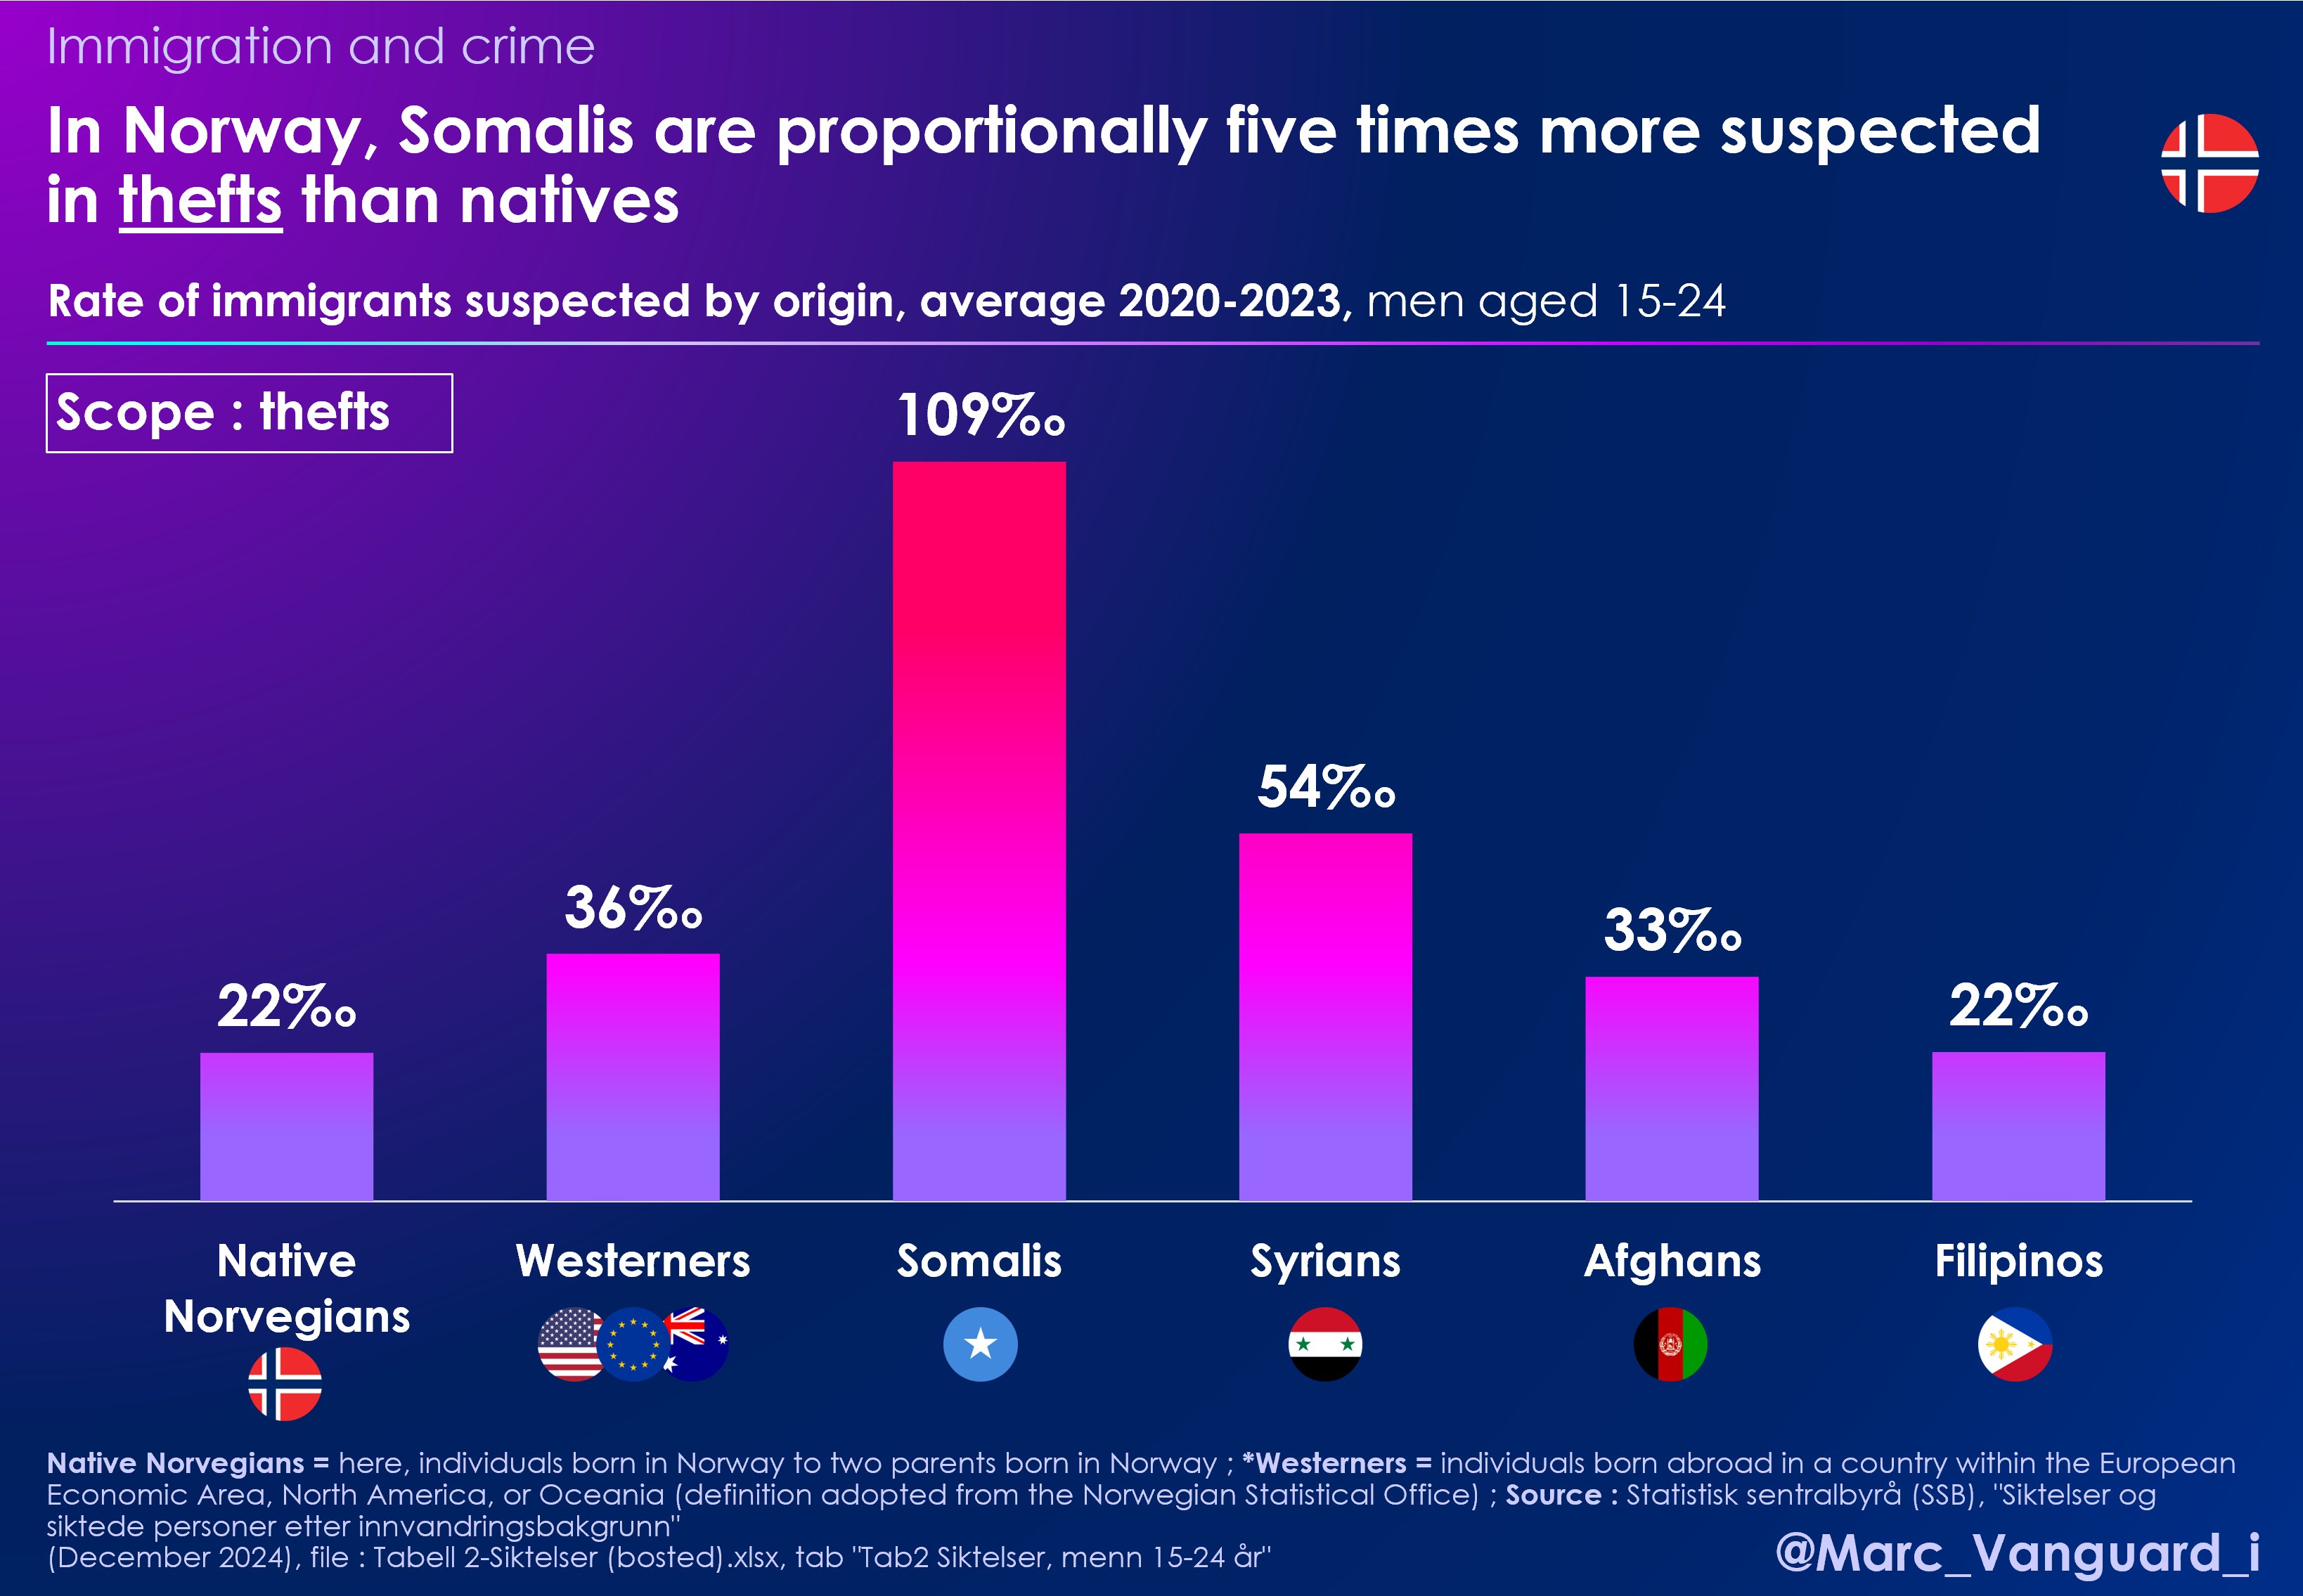 Immigration and crime
In Norway, Somalis are proportionally five times more suspected
in thefts than natives
Rate of immigrants suspected by origin, average 2020-2023, men aged 15-24
Scope : thefts
109‰
54‰
36‰
33‰
22‰
22‰
Native
Norvegians
Westerners
Somalis
Syrians
Afghans
Filipinos
Native Norvegians = here, individuals born in Norway to two parents born in Norway ; *Westerners = individuals born abroad in a country within the European
Economic Area, North America, or Oceania (definition adopted from the Norwegian Statistical Office) ; Source : Statistisk sentralbyrå (SSB), "Siktelser og
siktede personer etter innvandringsbakgrunn"
(December 2024), file : Tabell 2-Siktelser (bosted).xlsx, tab "Tab2 Siktelser, menn 15-24 år"
@Marc_Vanguard_i